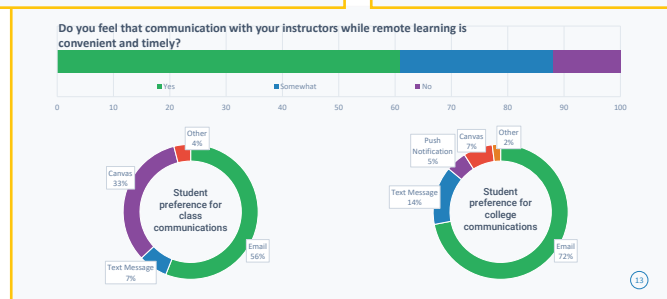 Do you feel that communication with your instructors while remote learning is
convenient and timely?
Yes
Somewhat
No
0 10 20 30 40 50 60 70 80 90 100
Other
4%
Canvas
33%
Student
preference for
class
communications
Text Message
7%
Email
56%
Push
Notification
5%
Canvas
7%
Other
2%
Text Message
14%
Student
preference for
college
communications
Email
72%
13